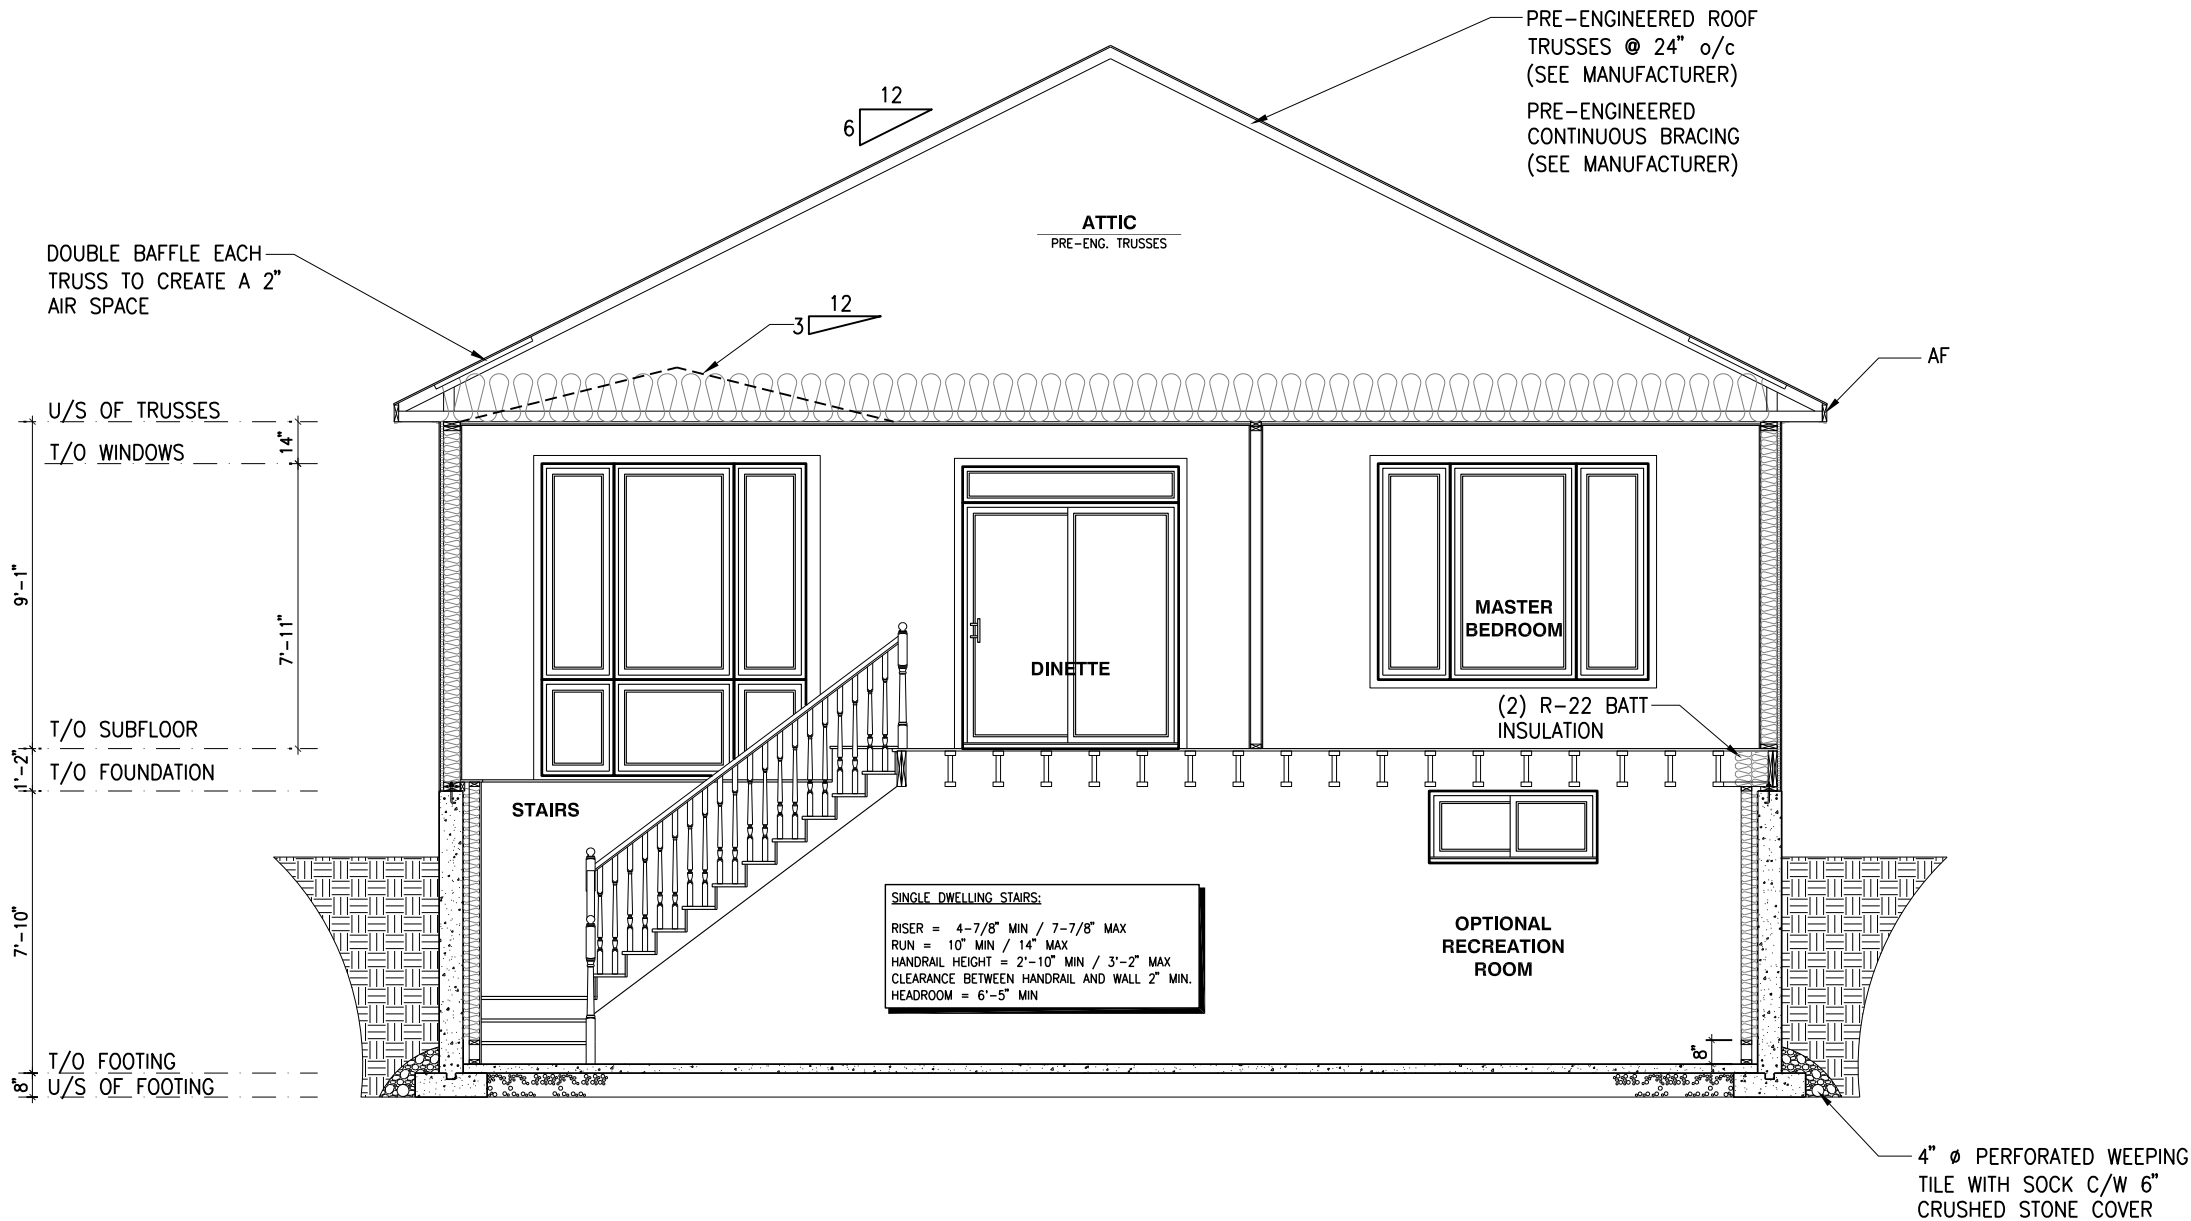 PRE-ENGINEERED ROOF
TRUSSES @ 24" o/c
(SEE MANUFACTURER)
PRE-ENGINEERED
CONTINUOUS BRACING
(SEE MANUFACTURER)
12
6
ATTIC
PRE-ENG. TRUSSES
DOUBLE BAFFLE EACH
TRUSS TO CREATE A 2"
AIR SPACE
12
3
AF
U/S OF TRUSSES
14"
T/O WINDOWS
9'-1"
7'-11"
MASTER
BEDROOM
DINETTE
(2) R-22 BATT
INSULATION
T/O SUBFLOOR
1'-2"
T/O FOUNDATION
STAIRS
7'-10"
SINGLE DWELLING STAIRS:
RISER = 4-7/8" MIN / 7-7/8" MAX
RUN = 10" MIN / 14" MAX
HANDRAIL HEIGHT = 2'-10" MIN / 3'-2" MAX
CLEARANCE BETWEEN HANDRAIL AND WALL 2" MIN.
HEADROOM = 6'-5" MIN
OPTIONAL
RECREATION
ROOM
8"
T/O FOOTING
8"
U/S OF FOOTING
4" ø PERFORATED WEEPING
TILE WITH SOCK C/W 6"
CRUSHED STONE COVER